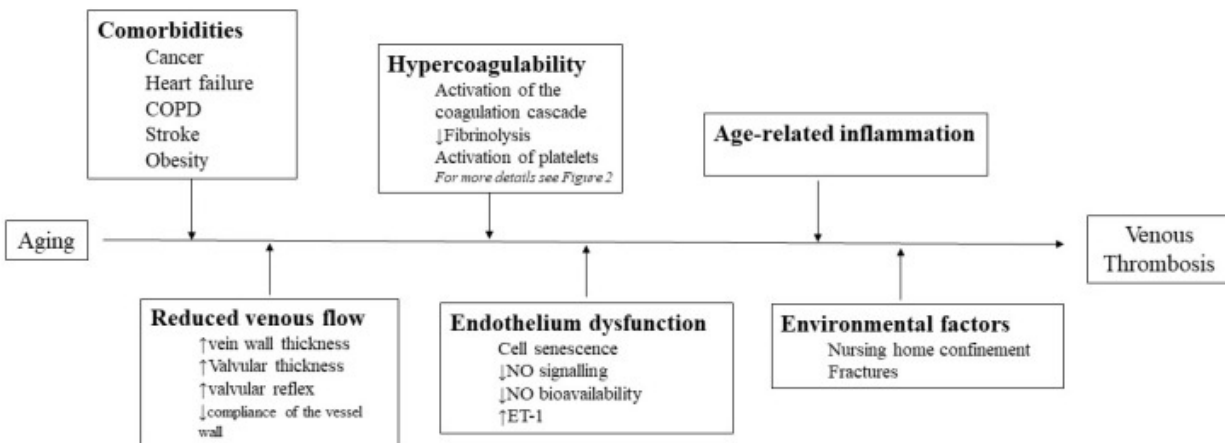 Comorbidities
Cancer
Heart failure
COPD
Stroke
Obesity
Hypercoagulability
Activation of the
coagulation cascade
↓Fibrinolysis
Activation of platelets
For more details see Figure 2
Age-related inflammation
Aging
Venous
Thrombosis
Reduced venous flow
↑vein wall thickness
↑Valvular thickness
↑valvular reflex
↓compliance of the vessel
wall
Endothelium dysfunction
Cell senescence
↓NO signalling
↓NO bioavailability
↑ET-1
Environmental factors
Nursing home confinement
Fractures